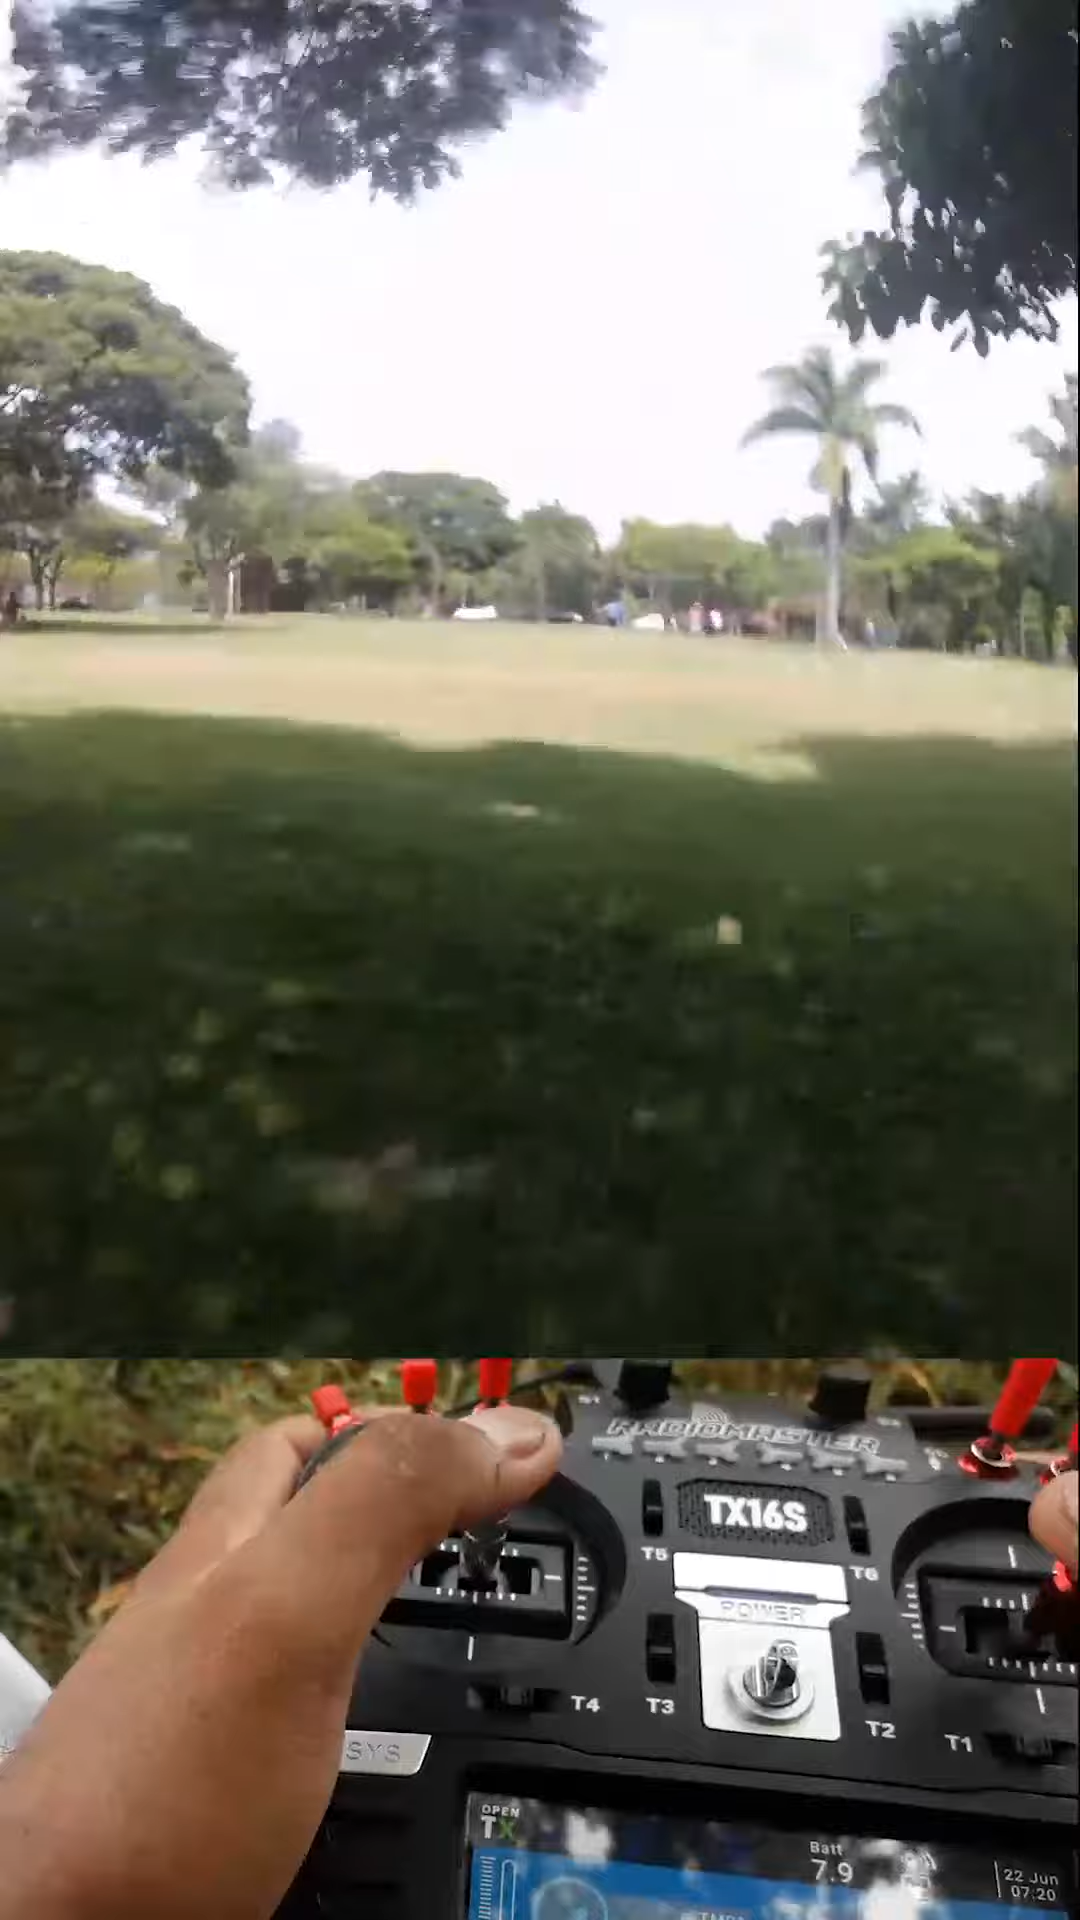 S1
RADIOMASTER
TX16S
T5
T6
POWER
T4
T3
T2
T1
SYS
OPEN
TX
Batt
7.9
22 Jun
07:20